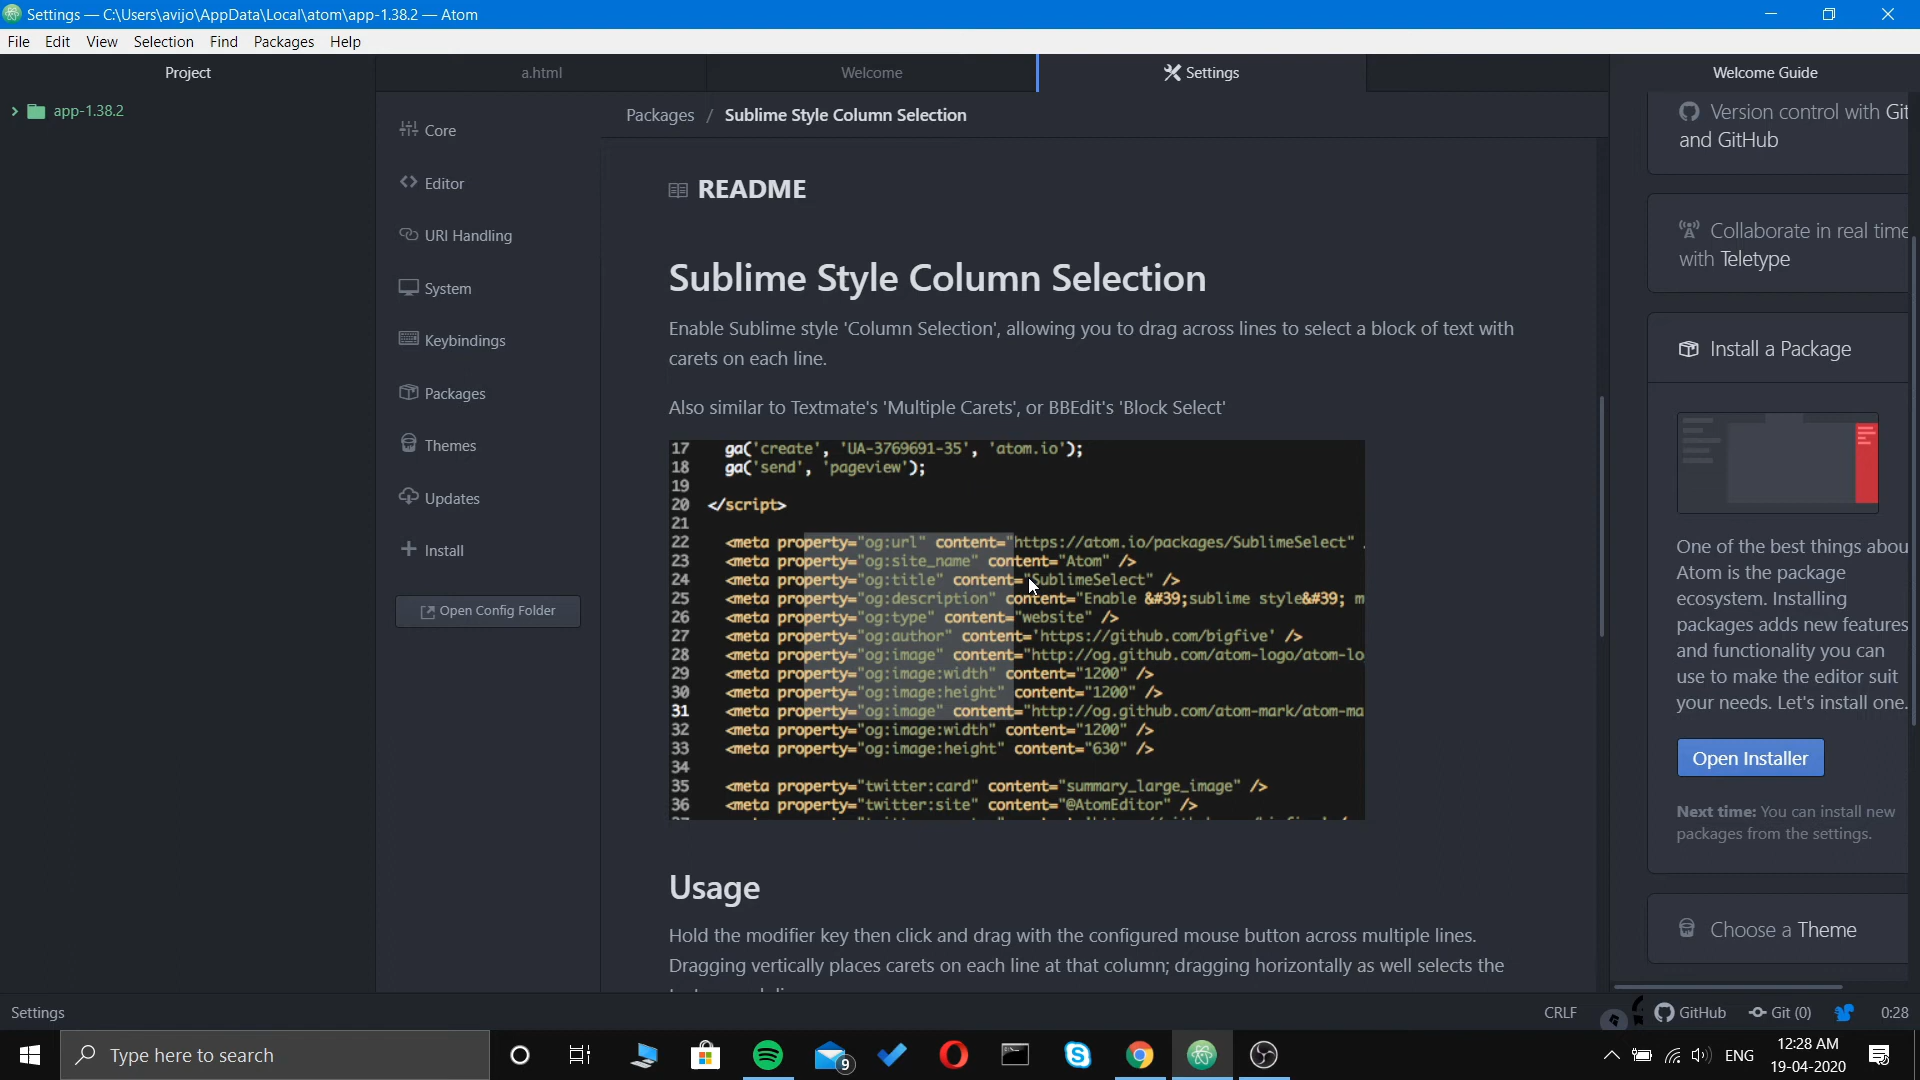 Settings — C:\Users\avijo\AppData\Local\atom\app-1.38.2 — Atom
File Edit View Selection Find Packages Help
Project
a.html
Welcome
Settings
Welcome Guide
app-1.38.2
Core
Editor
URI Handling
System
Keybindings
Packages
Themes
Updates
Install
Open Config Folder
Packages / Sublime Style Column Selection
README
Sublime Style Column Selection
Enable Sublime style 'Column Selection', allowing you to drag across lines to select a block of text with
carets on each line.
Also similar to Textmate's 'Multiple Carets', or BBEdit's 'Block Select'
17 ga('create', 'UA-3769691-35', 'atom.io');
18 ga('send', 'pageview');
19
20 </script>
21
22 <meta property="og:url" content="https://atom.io/packages/SublimeSelect"
23 <meta property="og:site_name" content="Atom" />
24 <meta property="og:title" content="SublimeSelect" />
25 <meta property="og:description" content="Enable &#39;sublime style&#39; m
26 <meta property="og:type" content="website" />
27 <meta property="og:author" content='https://github.com/bigfive' />
28 <meta property="og:image" content="http://og.github.com/atom-logo/atom-lo
29 <meta property="og:image:width" content="1200" />
30 <meta property="og:image:height" content="1200" />
31 <meta property="og:image" content="http://og.github.com/atom-mark/atom-ma
32 <meta property="og:image:width" content="1200" />
33 <meta property="og:image:height" content="630" />
34
35 <meta property="twitter:card" content="summary_large_image" />
36 <meta property="twitter:site" content="@AtomEditor" />
Usage
Hold the modifier key then click and drag with the configured mouse button across multiple lines.
Dragging vertically places carets on each line at that column; dragging horizontally as well selects the
Version control with Git
and GitHub
Collaborate in real time
with Teletype
Install a Package
One of the best things abou
Atom is the package
ecosystem. Installing
packages adds new features
and functionality you can
use to make the editor suit
your needs. Let's install one.
Open Installer
Next time: You can install new
packages from the settings.
Choose a Theme
Settings
CRLF
GitHub
Git (0)
0:28
Type here to search
9
ENG
12:28 AM
19-04-2020